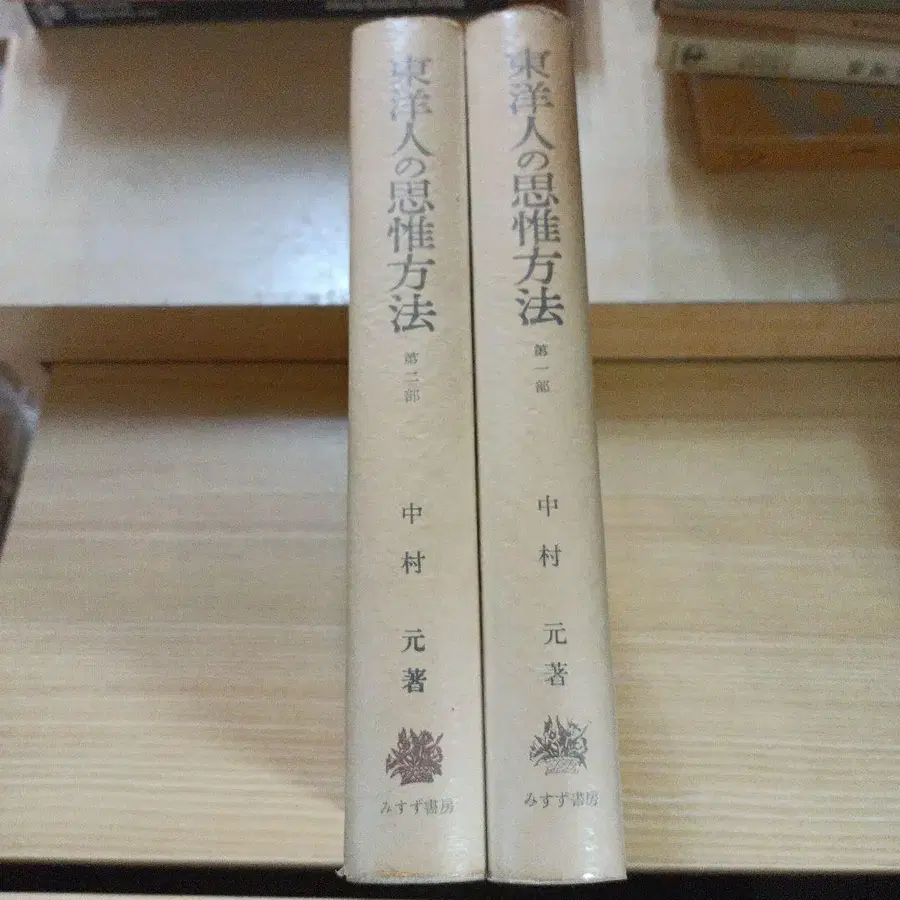 東洋人の思惟方法
第二部
中村 元著
みすず書房
東洋人の思惟方法
第一部
中村 元著
みすず書房